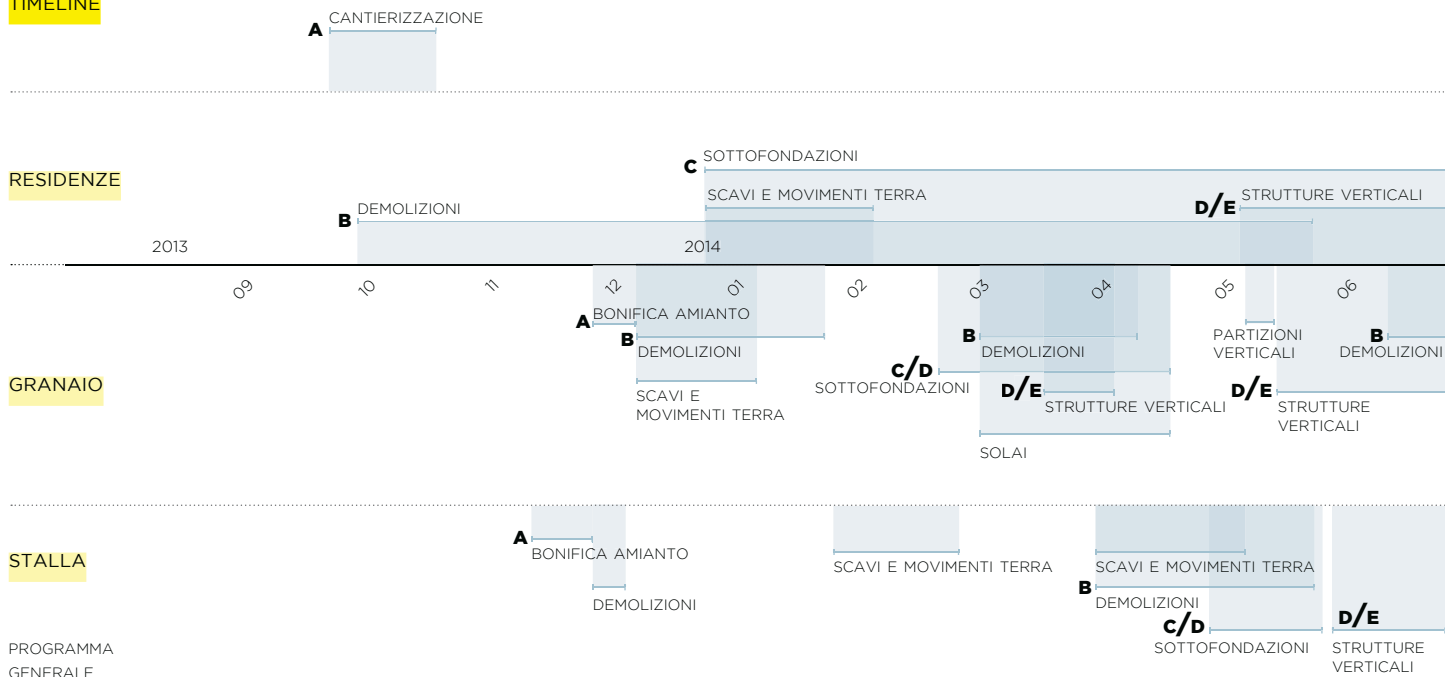 TIMELINE
CANTIERIZZAZIONE
A
SOTTOFONDAZIONI
C
RESIDENZE
SCAVI E MOVIMENTI TERRA
D/E
STRUTTURE VERTICALI
B
DEMOLIZIONI
2013
2014
09
10
11
12
01
02
03
04
05
06
A
BONIFICA AMIANTO
B
DEMOLIZIONI
B
DEMOLIZIONI
PARTIZIONI
VERTICALI
B
DEMOLIZIONI
GRANAIO
SCAVI E
MOVIMENTI TERRA
C/D
SOTTOFONDAZIONI
D/E
STRUTTURE VERTICALI
D/E
STRUTTURE
VERTICALI
SOLAI
STALLA
A
BONIFICA AMIANTO
DEMOLIZIONI
SCAVI E MOVIMENTI TERRA
SCAVI E MOVIMENTI TERRA
B
DEMOLIZIONI
C/D
SOTTOFONDAZIONI
D/E
STRUTTURE
VERTICALI
PROGRAMMA
GENERALE